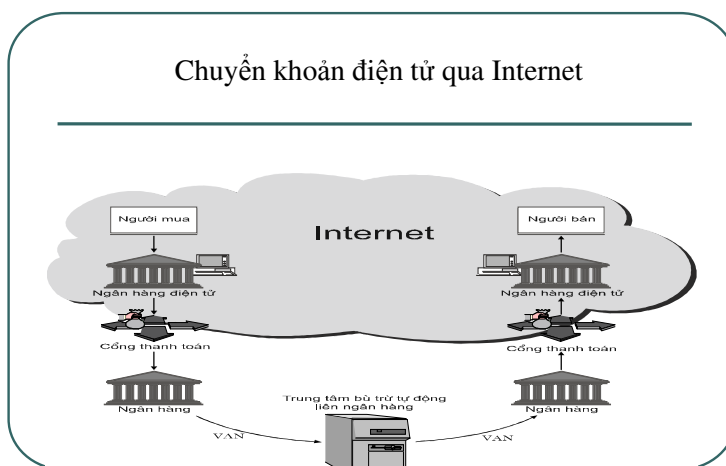 Chuyển khoản điện tử qua Internet
Người mua
Internet
Người bán
Ngân hàng điện tử
Ngân hàng điện tử
Cổng thanh toán
Cổng thanh toán
Ngân hàng
Trung tâm bù trừ tự động
liên ngân hàng
Ngân hàng
VAN
VAN